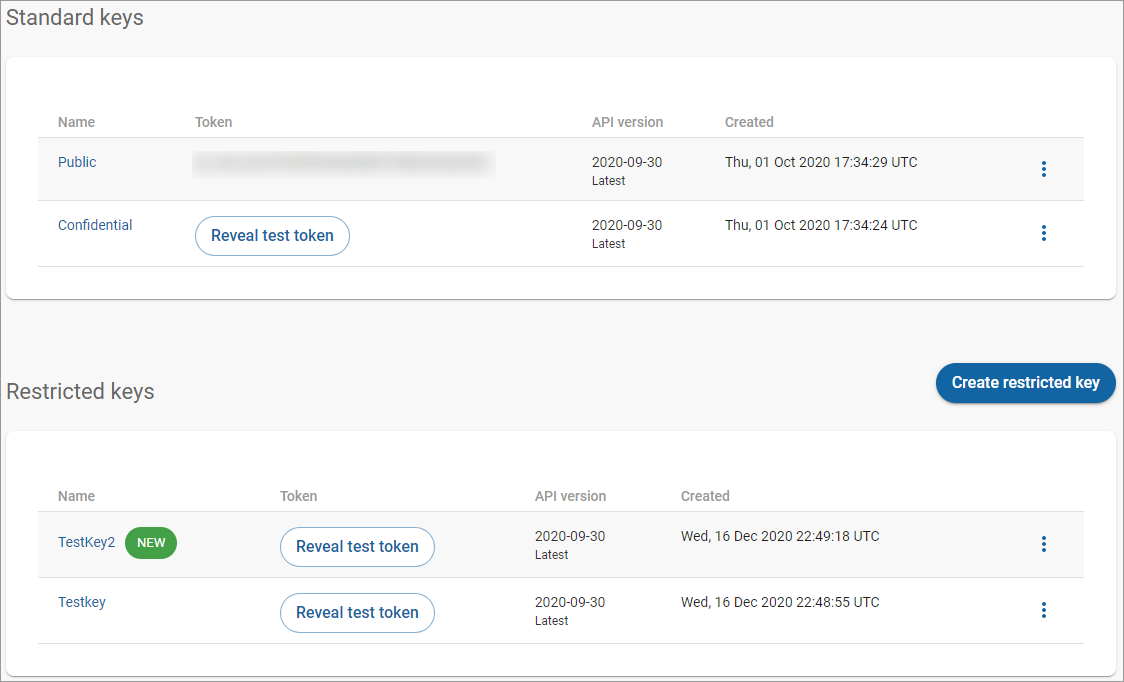 Standard keys
Name Token API version Created
Public 2020-09-30 Thu, 01 Oct 2020 17:34:29 UTC
Latest
Confidential Reveal test token 2020-09-30 Thu, 01 Oct 2020 17:34:24 UTC
Latest
Restricted keys Create restricted key
Name Token API version Created
TestKey2 NEW Reveal test token 2020-09-30 Wed, 16 Dec 2020 22:49:18 UTC
Latest
Testkey Reveal test token 2020-09-30 Wed, 16 Dec 2020 22:48:55 UTC
Latest